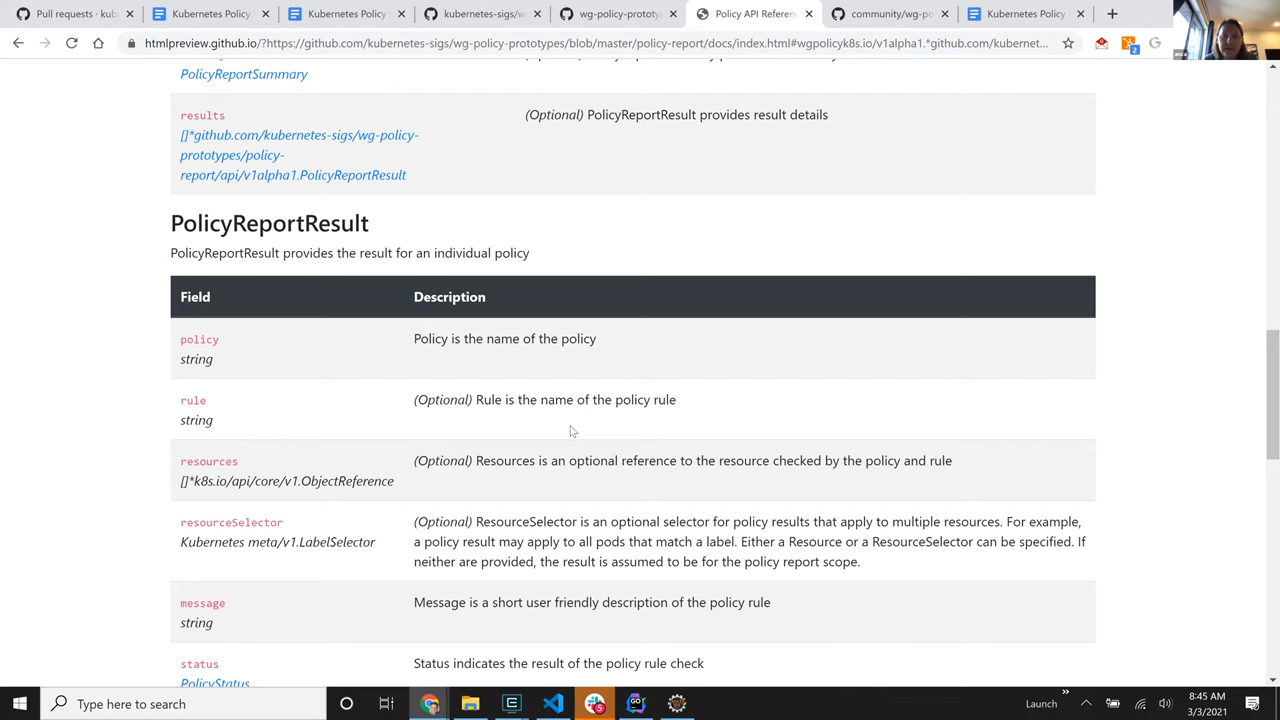 Pull requests · kub
Kubernetes Policy
Kubernetes Policy
kubernetes-sigs/w
wg-policy-prototyp
Policy API Referen
community/wg-po
Kubernetes Policy
htmlpreview.github.io/?https://github.com/kubernetes-sigs/wg-policy-prototypes/blob/master/policy-report/docs/index.html#wgpolicyk8s.io/v1alpha1.*github.com/kubernet...
2
PolicyReportSummary
results
(Optional) PolicyReportResult provides result details
[]*github.com/kubernetes-sigs/wg-policy-
prototypes/policy-
report/api/v1alpha1.PolicyReportResult
PolicyReportResult
PolicyReportResult provides the result for an individual policy
Field
Description
policy
Policy is the name of the policy
string
rule
(Optional) Rule is the name of the policy rule
string
resources
(Optional) Resources is an optional reference to the resource checked by the policy and rule
[]*k8s.io/api/core/v1.ObjectReference
resourceSelector
(Optional) ResourceSelector is an optional selector for policy results that apply to multiple resources. For example,
Kubernetes meta/v1.LabelSelector
a policy result may apply to all pods that match a label. Either a Resource or a ResourceSelector can be specified. If
neither are provided, the result is assumed to be for the policy report scope.
message
Message is a short user friendly description of the policy rule
string
status
Status indicates the result of the policy rule check
PolicyStatus
Type here to search
5
GO
Launch
8:45 AM
3/3/2021